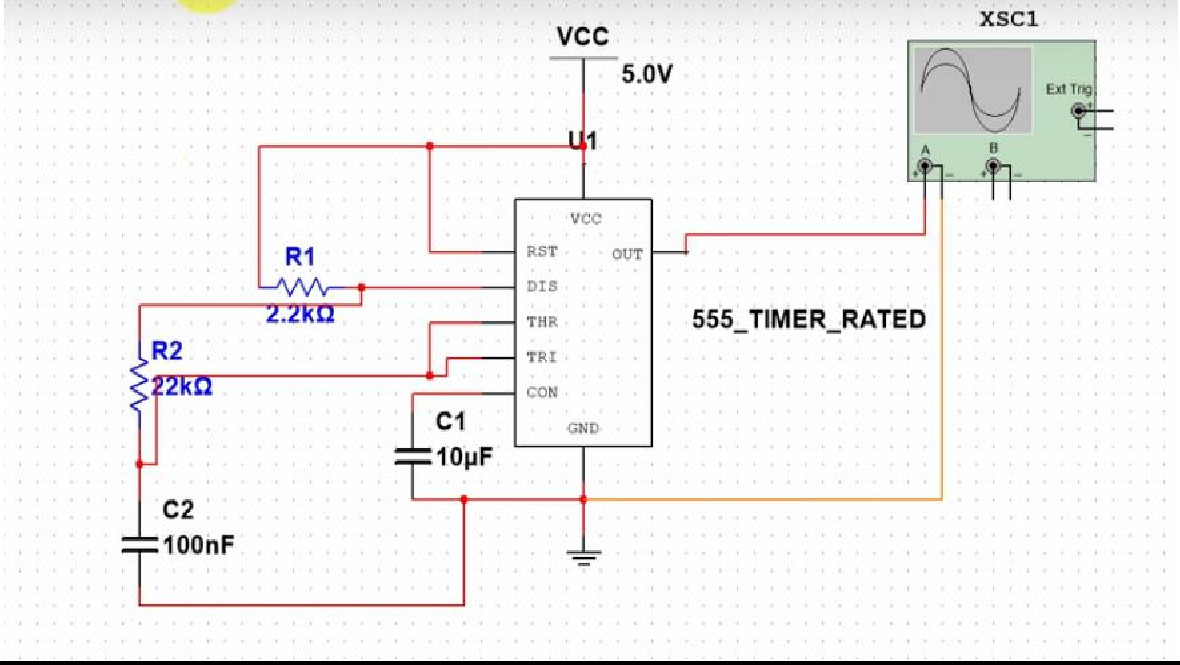 XSC1
VCC
5.0V
Ext Trig
+
-
A
B
+
-
+
-
U1
VCC
RST
OUT
DIS
THR
TRI
CON
GND
R1
2.2kΩ
555_TIMER_RATED
R2
22kΩ
C1
10µF
C2
100nF